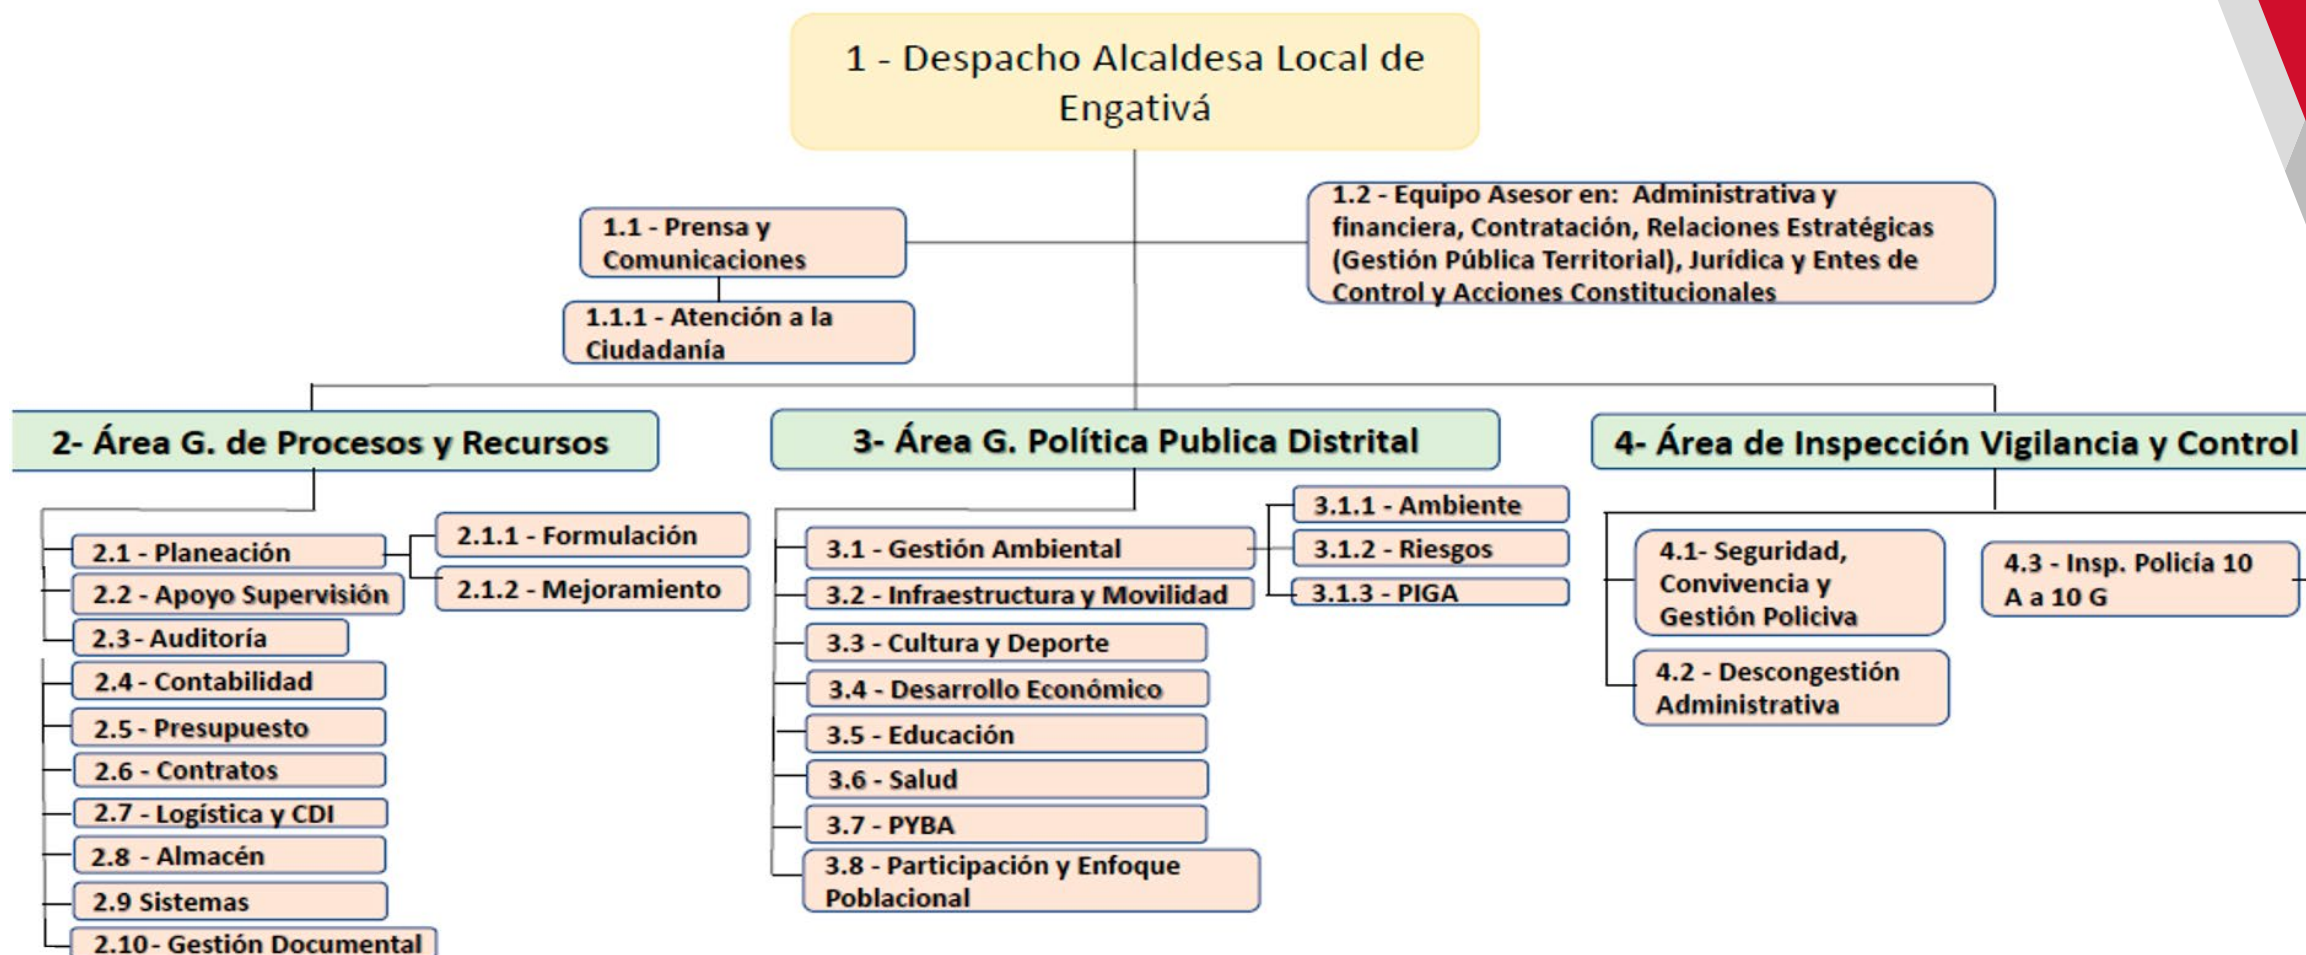 1 - Despacho Alcaldesa Local de
Engativá
1.1 - Prensa y
Comunicaciones
1.2 - Equipo Asesor en: Administrativa y
financiera, Contratación, Relaciones Estratégicas
(Gestión Pública Territorial), Jurídica y Entes de
Control y Acciones Constitucionales
1.1.1 - Atención a la
Ciudadanía
2- Área G. de Procesos y Recursos
2.1 - Planeación
2.1.1 - Formulación
2.1.2 - Mejoramiento
2.2 - Apoyo Supervisión
2.3 - Auditoría
2.4 - Contabilidad
2.5 - Presupuesto
2.6 - Contratos
2.7 - Logística y CDI
2.8 - Almacén
2.9 Sistemas
2.10 - Gestión Documental
3- Área G. Política Publica Distrital
3.1 - Gestión Ambiental
3.1.1 - Ambiente
3.1.2 - Riesgos
3.1.3 - PIGA
3.2 - Infraestructura y Movilidad
3.3 - Cultura y Deporte
3.4 - Desarrollo Económico
3.5 - Educación
3.6 - Salud
3.7 - PYBA
3.8 - Participación y Enfoque
Poblacional
4- Área de Inspección Vigilancia y Control
4.1- Seguridad,
Convivencia y
Gestión Policiva
4.2 - Descongestión
Administrativa
4.3 - Insp. Policía 10
A a 10 G